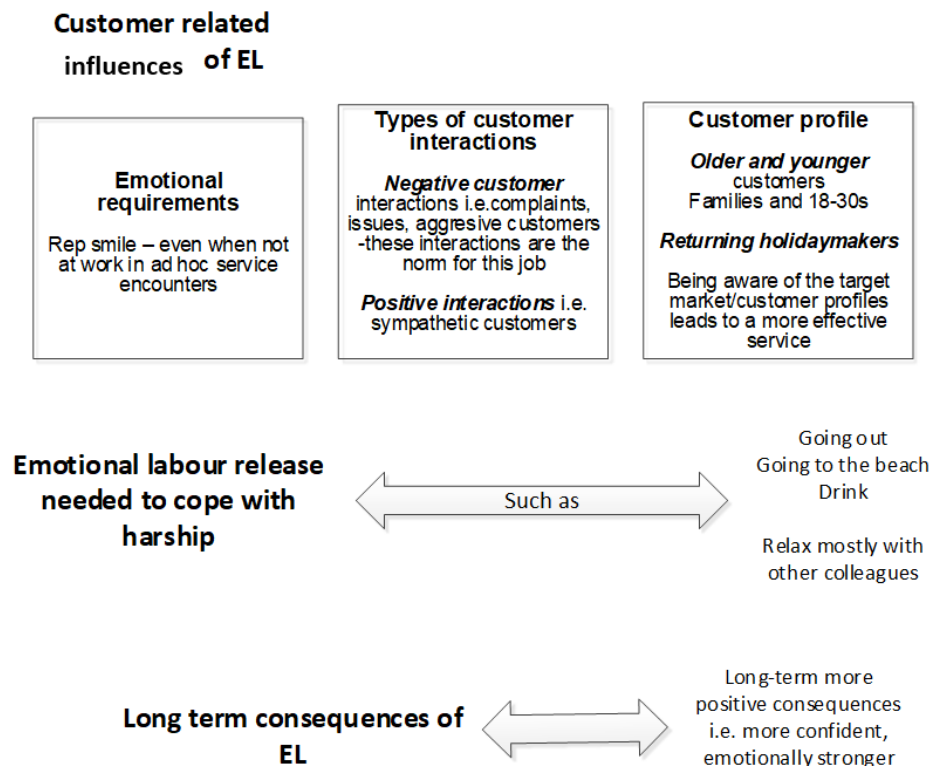 Customer related
influences of EL
Emotional
requirements
Rep smile – even when not
at work in ad hoc service
encounters
Types of customer
interactions
Negative customer
interactions i.e.complaints,
issues, aggresive customers
-these interactions are the
norm for this job
Positive interactions i.e.
sympathetic customers
Customer profile
Older and younger
customers
Families and 18-30s
Returning holidaymakers
Being aware of the target
market/customer profiles
leads to a more effective
service
Emotional labour release
needed to cope with
harship
Such as
Going out
Going to the beach
Drink
Relax mostly with
other colleagues
Long term consequences of
EL
Long-term more
positive consequences
i.e. more confident,
emotionally stronger